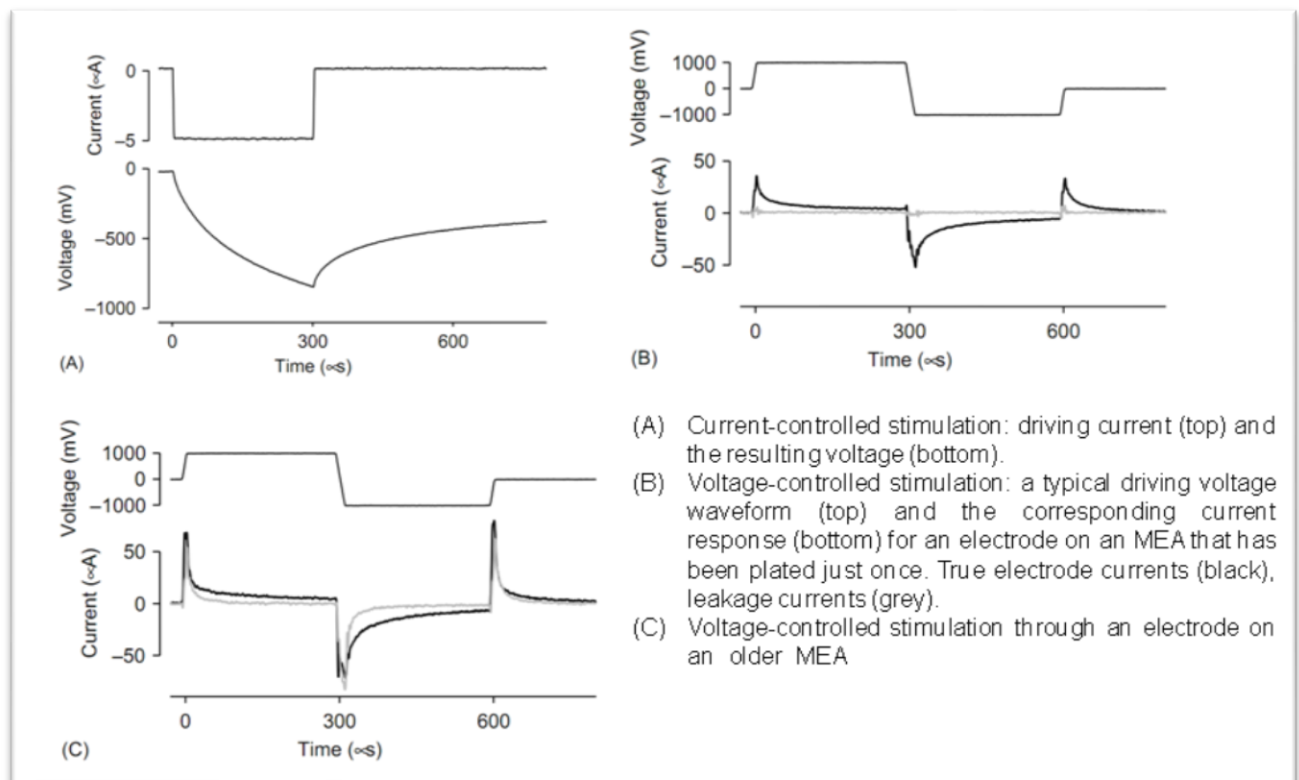 Current (∝A)
0
–5
Voltage (mV)
0
–500
–1000
0 300 600
Time (∝s)
(A)
Voltage (mV)
1000
0
–1000
Current (∝A)
50
0
–50
0 300 600
Time (∝s)
(B)
Voltage (mV)
1000
0
–1000
Current (∝A)
50
0
–50
0 300 600
Time (∝s)
(C)
(A) Current-controlled stimulation: driving current (top) and
the resulting voltage (bottom).
(B) Voltage-controlled stimulation: a typical driving voltage
waveform (top) and the corresponding current
response (bottom) for an electrode on an MEA that has
been plated just once. True electrode currents (black),
leakage currents (grey).
(C) Voltage-controlled stimulation through an electrode on
an older MEA